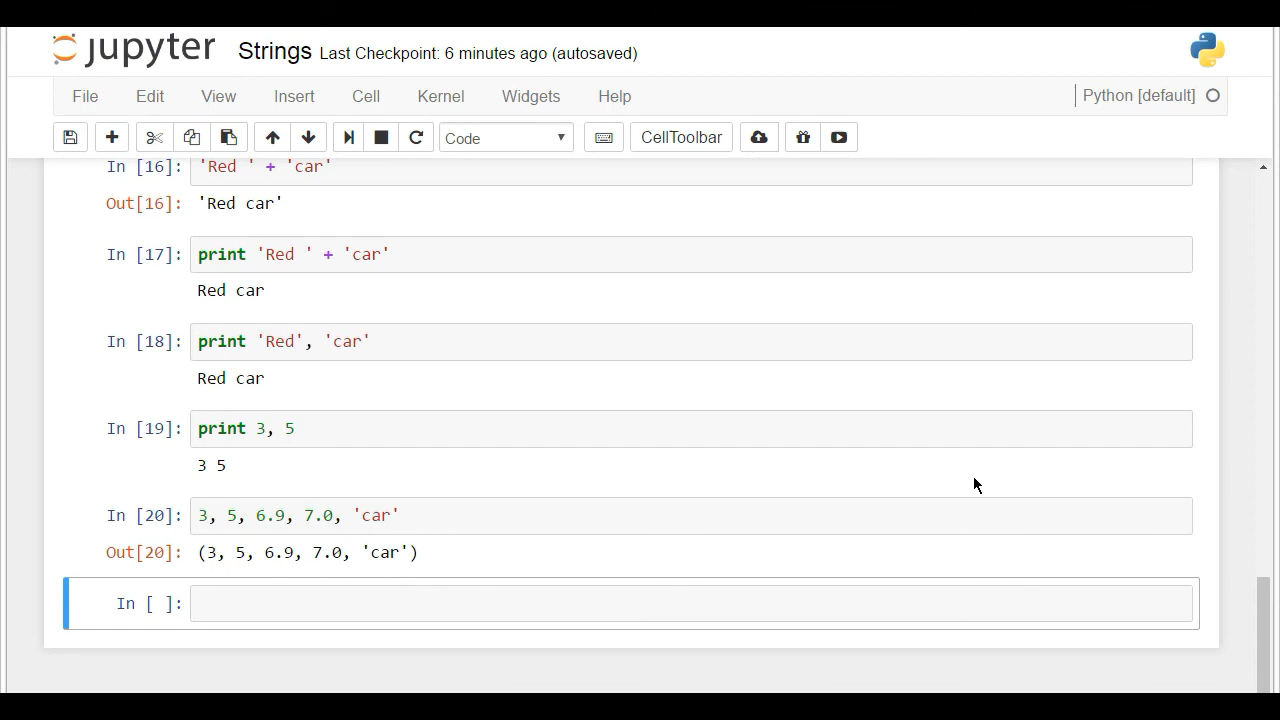 jupyter Strings Last Checkpoint: 6 minutes ago (autosaved)
File Edit View Insert Cell Kernel Widgets Help Python [default]
Code CellToolbar
In [16]: 'Red ' + 'car'
Out[16]: 'Red car'
In [17]: print 'Red ' + 'car'
Red car
In [18]: print 'Red', 'car'
Red car
In [19]: print 3, 5
3 5
In [20]: 3, 5, 6.9, 7.0, 'car'
Out[20]: (3, 5, 6.9, 7.0, 'car')
In [ ]: